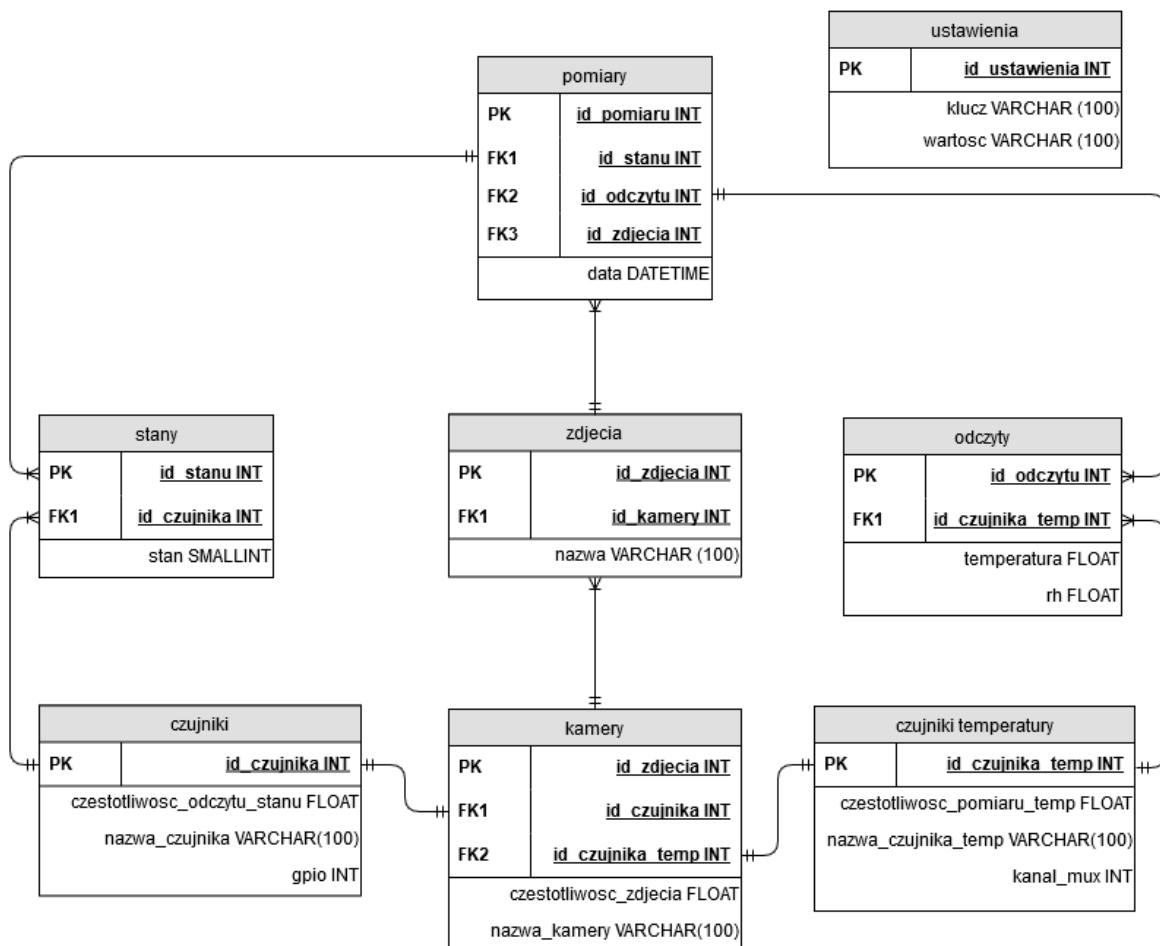 ustawienia
PK id_ustawienia INT
klucz VARCHAR (100)
wartosc VARCHAR (100)
pomiary
PK id_pomiaru INT
FK1 id_stanu INT
FK2 id_odczytu INT
FK3 id_zdjecia INT
data DATETIME
stany
PK id_stanu INT
FK1 id_czujnika INT
stan SMALLINT
zdjecia
PK id_zdjecia INT
FK1 id_kamery INT
nazwa VARCHAR (100)
odczyty
PK id_odczytu INT
FK1 id_czujnika_temp INT
temperatura FLOAT
rh FLOAT
czujniki
PK id_czujnika INT
czestotliwosc_odczytu_stanu FLOAT
nazwa_czujnika VARCHAR(100)
gpio INT
kamery
PK id_zdjecia INT
FK1 id_czujnika INT
FK2 id_czujnika_temp INT
czestotliwosc_zdjecia FLOAT
nazwa_kamery VARCHAR(100)
czujniki temperatury
PK id_czujnika_temp INT
czestotliwosc_pomiaru_temp FLOAT
nazwa_czujnika_temp VARCHAR(100)
kanal_mux INT